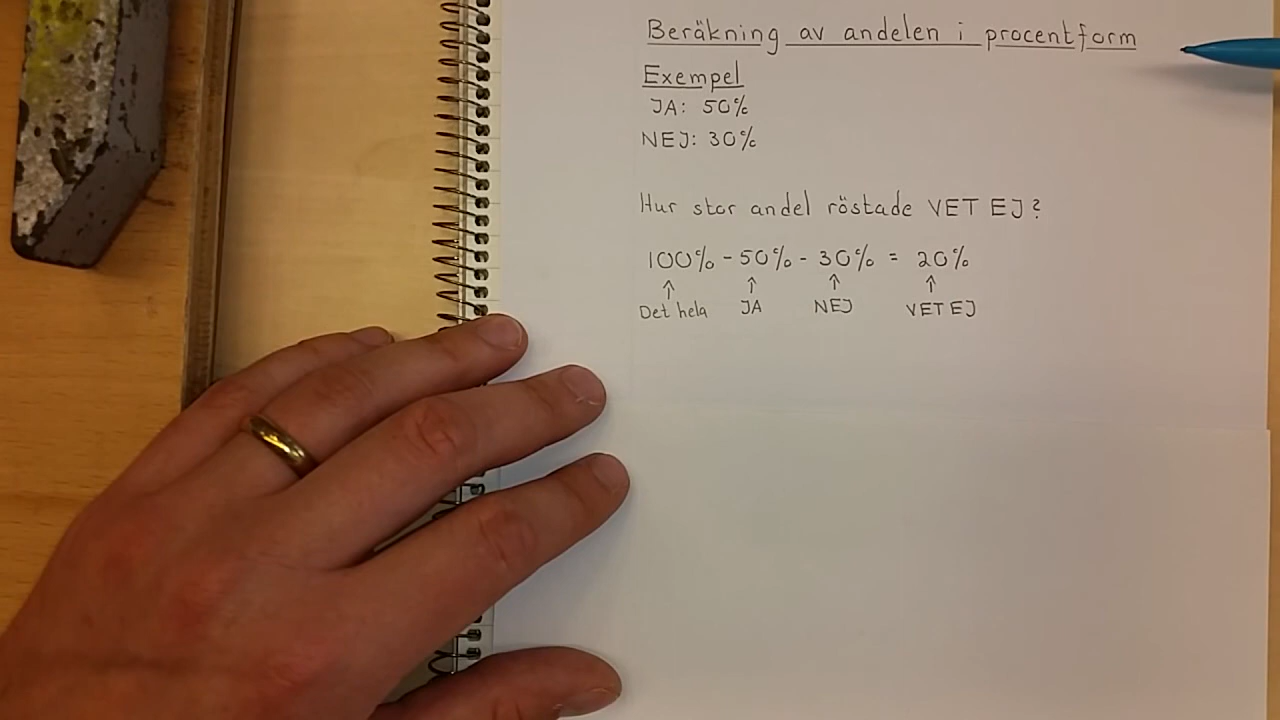 Beräkning av andelen i procentform
Exempel
JA: 50%
NEJ: 30%
Hur stor andel röstade VET EJ?
100% - 50% - 30% = 20%
↑ ↑ ↑ ↑
Det hela JA NEJ VET EJ